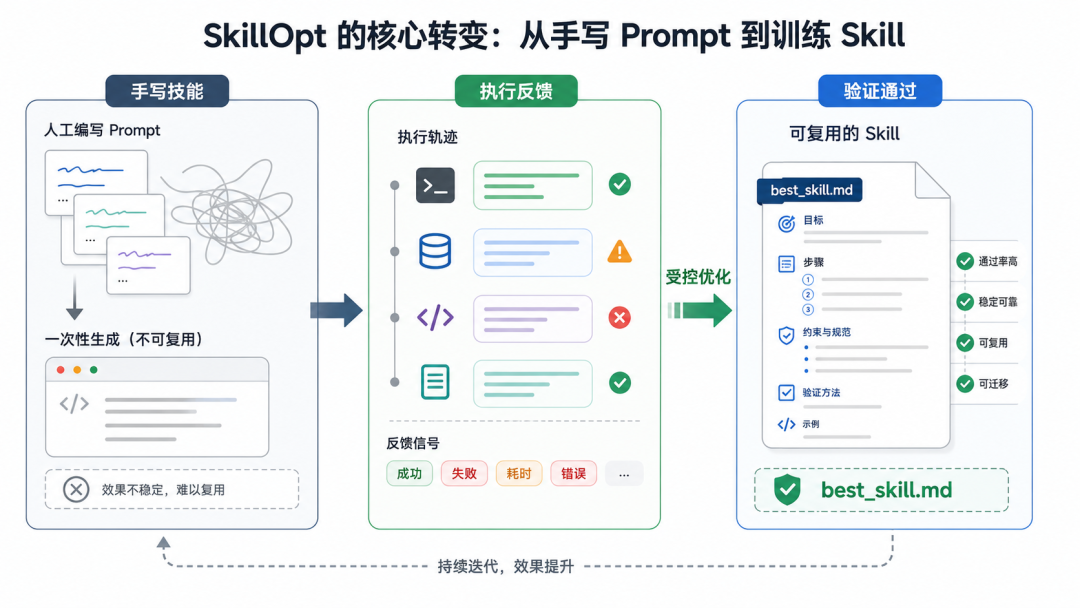 SkillOpt 的核心转变：从手写 Prompt 到训练 Skill
手写技能
人工编写 Prompt
...
...
...
一次性生成（不可复用）
</>
效果不稳定，难以复用
执行反馈
执行轨迹
>_
</>
反馈信号
成功
失败
耗时
错误
...
受控优化
验证通过
可复用的 Skill
best_skill.md
目标
步骤
1
2
3
约束与规范
验证方法
</>
示例
通过率高
稳定可靠
可复用
可迁移
best_skill.md
持续迭代，效果提升